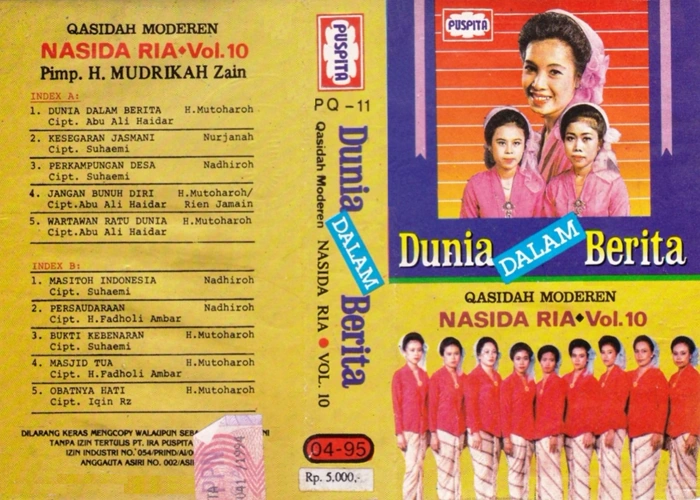 QASIDAH MODEREN
NASIDA RIA◆Vol.10
Pimp. H. MUDRIKAH Zain
INDEX A:
1. DUNIA DALAM BERITA H.Mutoharoh
Cipt. Abu Ali Haidar
2. KESEGARAN JASMANI Nurjanah
Cipt. Suhaemi
3. PERKAMPUNGAN DESA Nadhiroh
Cipt. Suhaemi
4. JANGAN BUNUH DIRI H.Mutoharoh/
Cipt.Abu Ali Haidar Rien Jamain
5. WARTAWAN RATU DUNIA H.Mutoharoh
Cipt.Abu Ali Haidar
INDEX B:
1. MASITOH INDONESIA Nadhiroh
Cipt. Suhaemi
2. PERSAUDARAAN Nadhiroh
Cipt. H.Fadholi Ambar
3. BUKTI KEBENARAN H.Mutoharoh
Cipt. Suhaemi
4. MASJID TUA H.Mutoharoh
Cipt. H.Fadholi Ambar
5. OBATNYA HATI H.Mutoharoh
Cipt. Iqin Rz
DILARANG KERAS MENGCOPY WALAUPUN
TANPA IZIN TERTULIS PT. IRA PUSPITA
IZIN INDUSTRI NO.
ANGGAUTA ASIRI NO.
PUSPITA
PQ-11
Dunia DALAM Berita
Qasidah Moderen NASIDA RIA ● VOL. 10
04-95
Rp. 5.000,-
PUSPITA
Dunia DALAM Berita
QASIDAH MODEREN
NASIDA RIA◆Vol.10